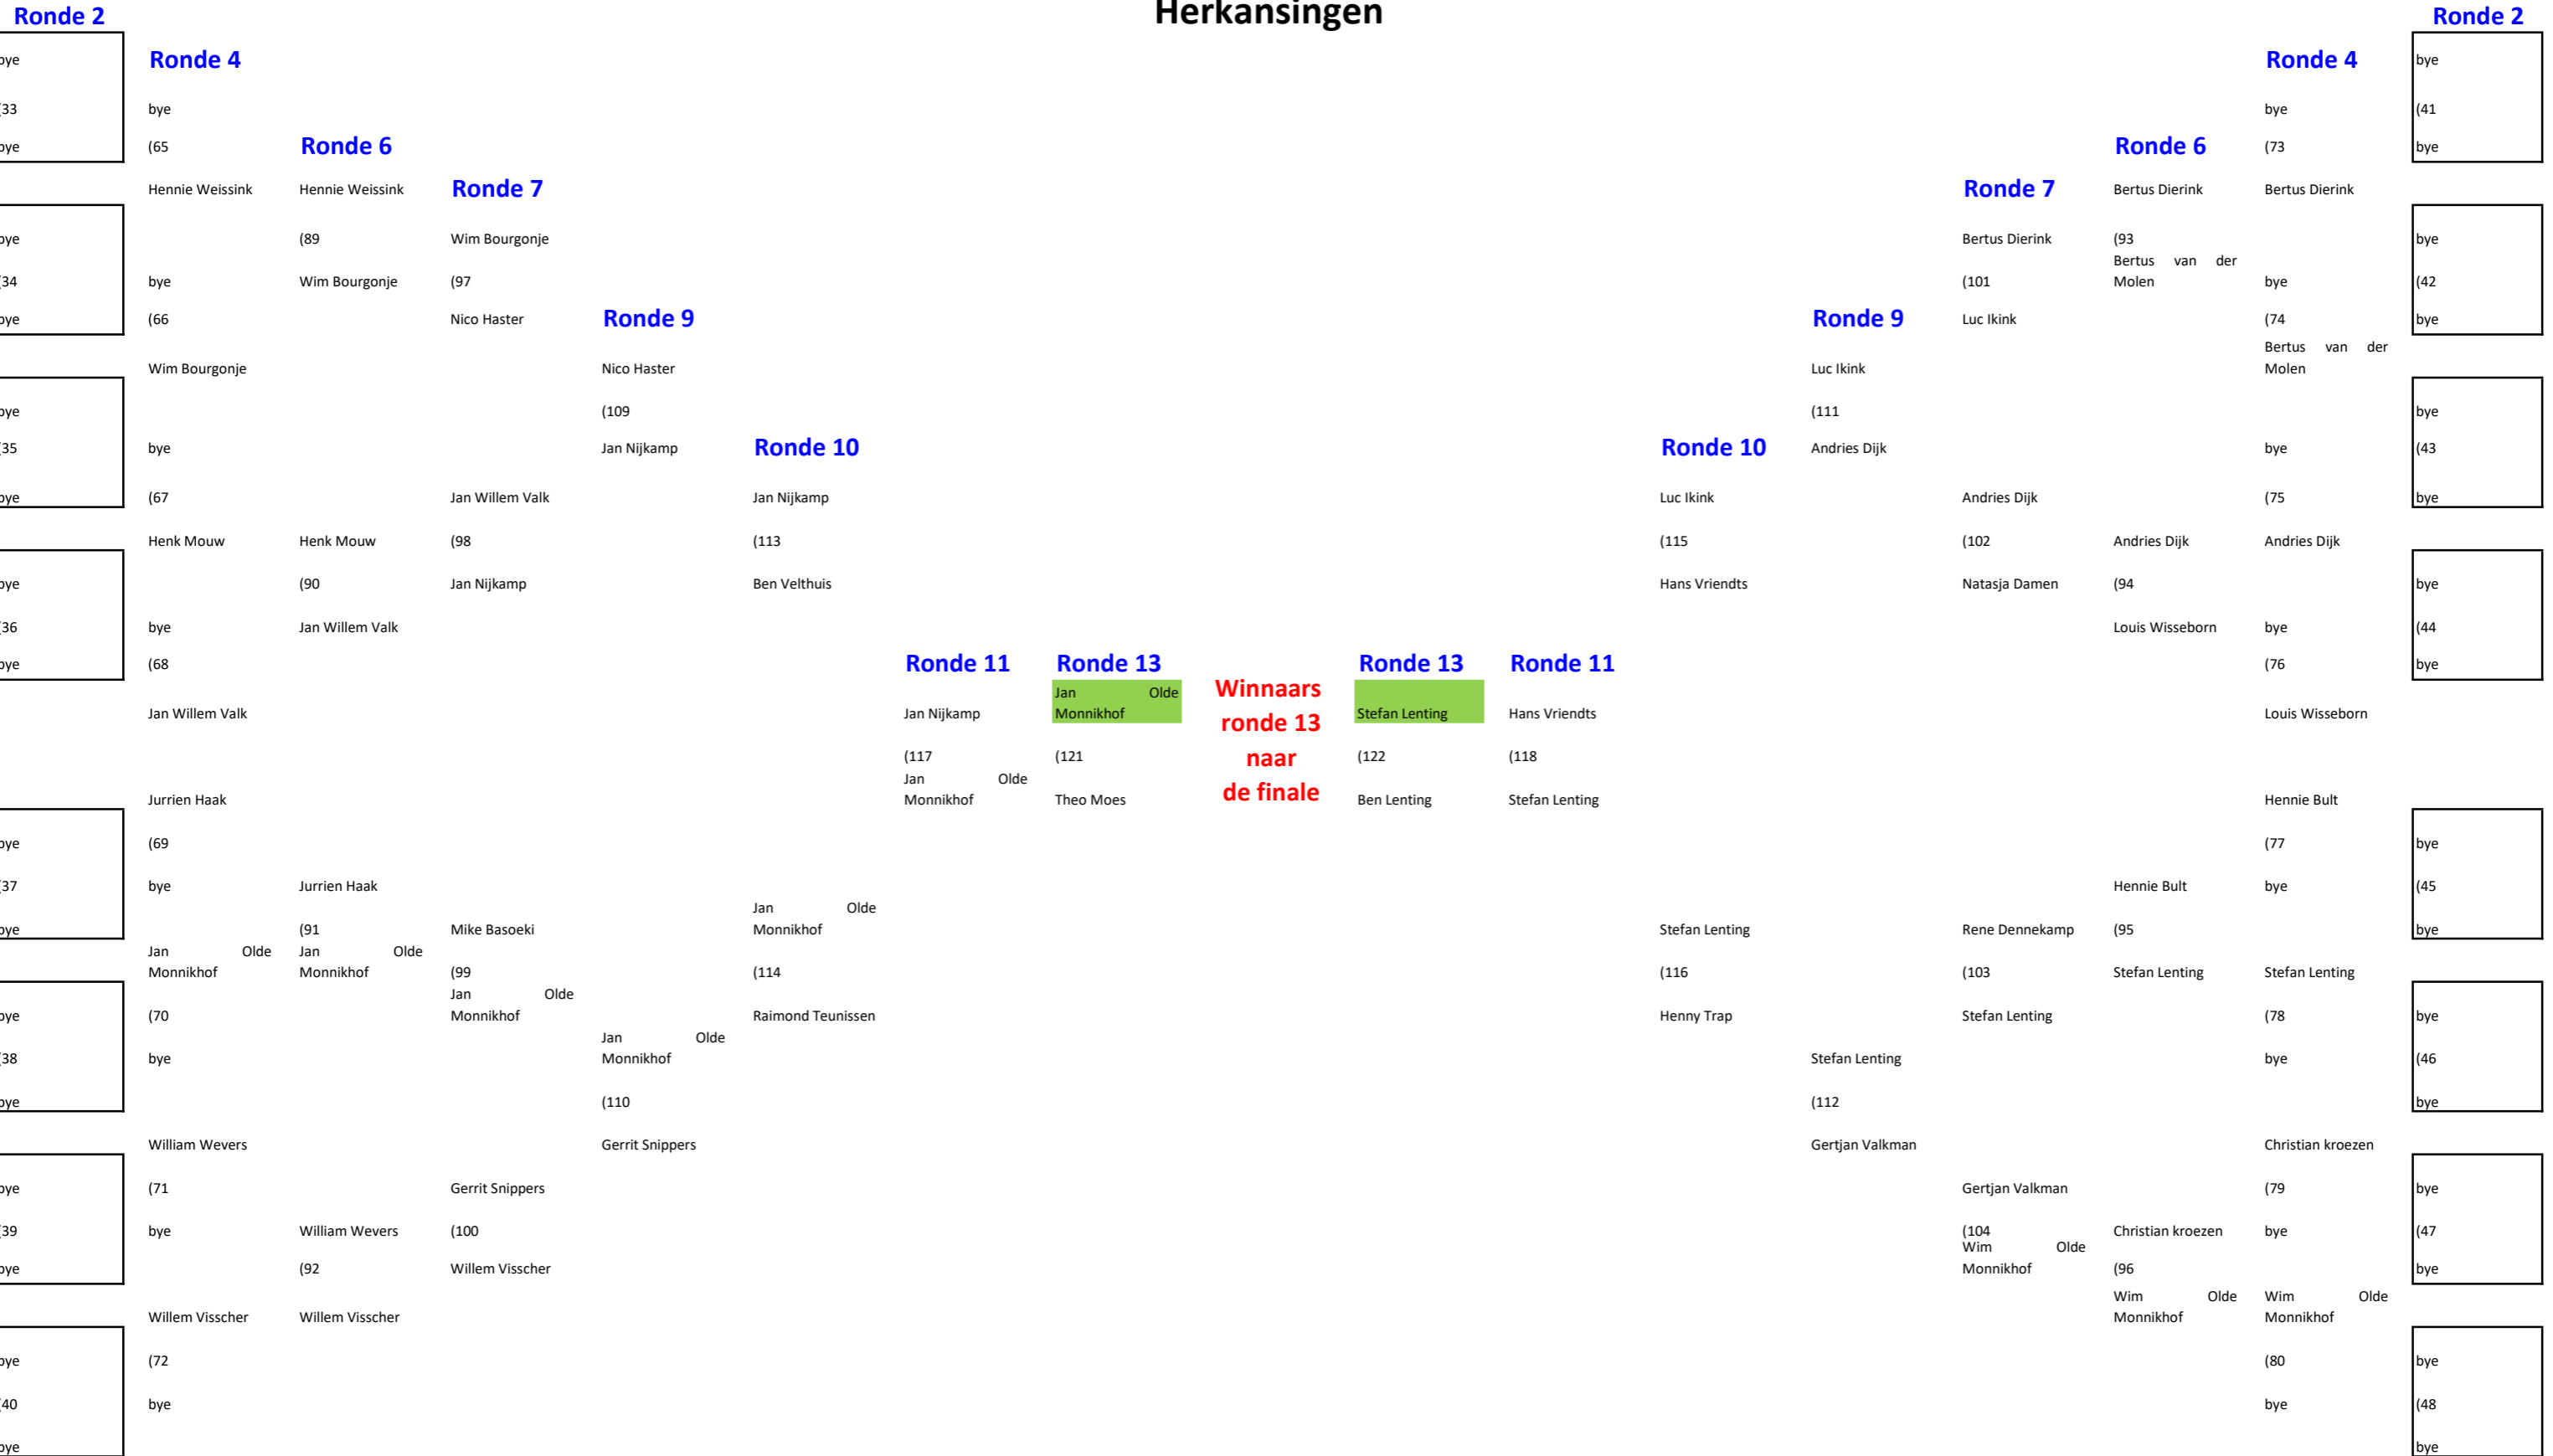 Herkansingen
Ronde 2 Ronde 2
bye Ronde 4 Ronde 4 bye
(33 bye bye (41
bye (65 Ronde 6 Ronde 6 (73 bye
Hennie Weissink Hennie Weissink Ronde 7 Ronde 7 Bertus Dierink Bertus Dierink
bye (89 Wim Bourgonje Bertus Dierink (93 bye
(34 bye Wim Bourgonje (97 (101 Bertus van der Molen bye (42
bye (66 Nico Haster Ronde 9 Ronde 9 Luc Ikink (74 bye
Wim Bourgonje Nico Haster Luc Ikink Bertus van der Molen
bye (109 (111 bye
(35 bye Jan Nijkamp Ronde 10 Ronde 10 Andries Dijk bye (43
bye (67 Jan Willem Valk Jan Nijkamp Luc Ikink Andries Dijk (75 bye
Henk Mouw Henk Mouw (98 (113 (115 (102 Andries Dijk Andries Dijk
bye (90 Jan Nijkamp Ben Velthuis Hans Vriendts Natasja Damen (94 bye
(36 bye Jan Willem Valk Louis Wisseborn bye (44
bye (68 Ronde 11 Ronde 13 Ronde 13 Ronde 11 (76 bye
Jan Willem Valk Jan Nijkamp Jan Olde Monnikhof Winnaars ronde 13 naar de finale Stefan Lenting Hans Vriendts Louis Wisseborn
(117 (121 (122 (118
Jurrien Haak Jan Olde Monnikhof Theo Moes Ben Lenting Stefan Lenting Hennie Bult
bye (69 (77 bye
(37 bye Jurrien Haak Hennie Bult bye (45
bye (91 Mike Basoeki Jan Olde Monnikhof Stefan Lenting Rene Dennekamp (95 bye
Jan Olde Monnikhof Jan Olde Monnikhof (99 (114 (116 (103 Stefan Lenting Stefan Lenting
bye (70 Jan Olde Monnikhof Raimond Teunissen Henny Trap Stefan Lenting (78 bye
(38 bye Jan Olde Monnikhof Stefan Lenting bye (46
bye (110 (112 bye
William Wevers Gerrit Snippers Gertjan Valkman Christian kroezen
bye (71 Gerrit Snippers Gertjan Valkman (79 bye
(39 bye William Wevers (100 (104 Christian kroezen bye (47
bye (92 Willem Visscher Wim Olde Monnikhof (96 bye
Willem Visscher Willem Visscher Wim Olde Monnikhof Wim Olde Monnikhof
bye (72 (80 bye
(40 bye bye (48
bye bye